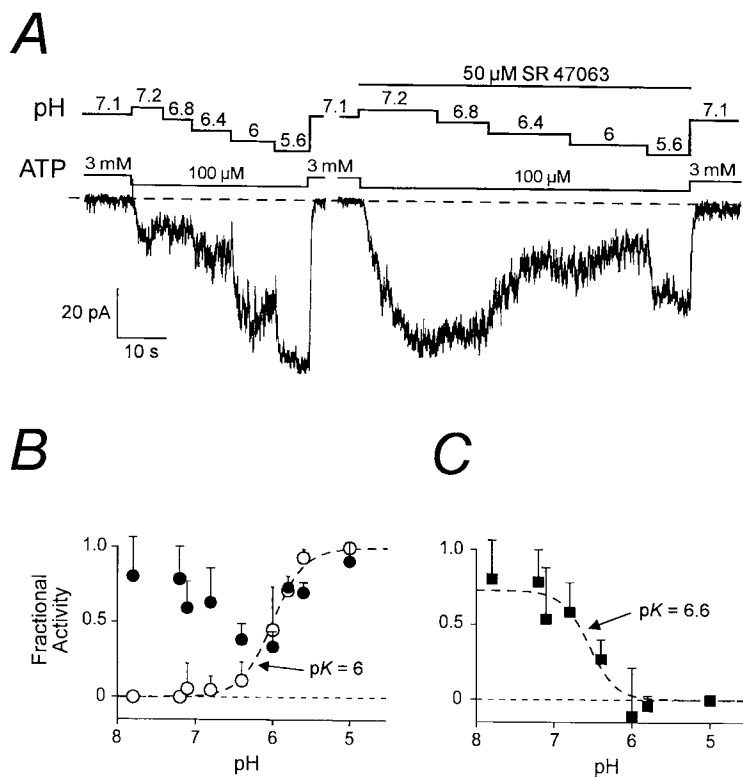 A
50 µM SR 47063
pH 7.1 7.2 6.8 6.4 6 5.6 7.1 7.2 6.8 6.4 6 5.6 7.1
ATP 3 mM 100 µM 3 mM 100 µM 3 mM
20 pA
10 s
B
C
1.0
0.5
0
Fractional
Activity
pK = 6
8 7 6 5
pH
1.0
0.5
0
pK = 6.6
8 7 6 5
pH